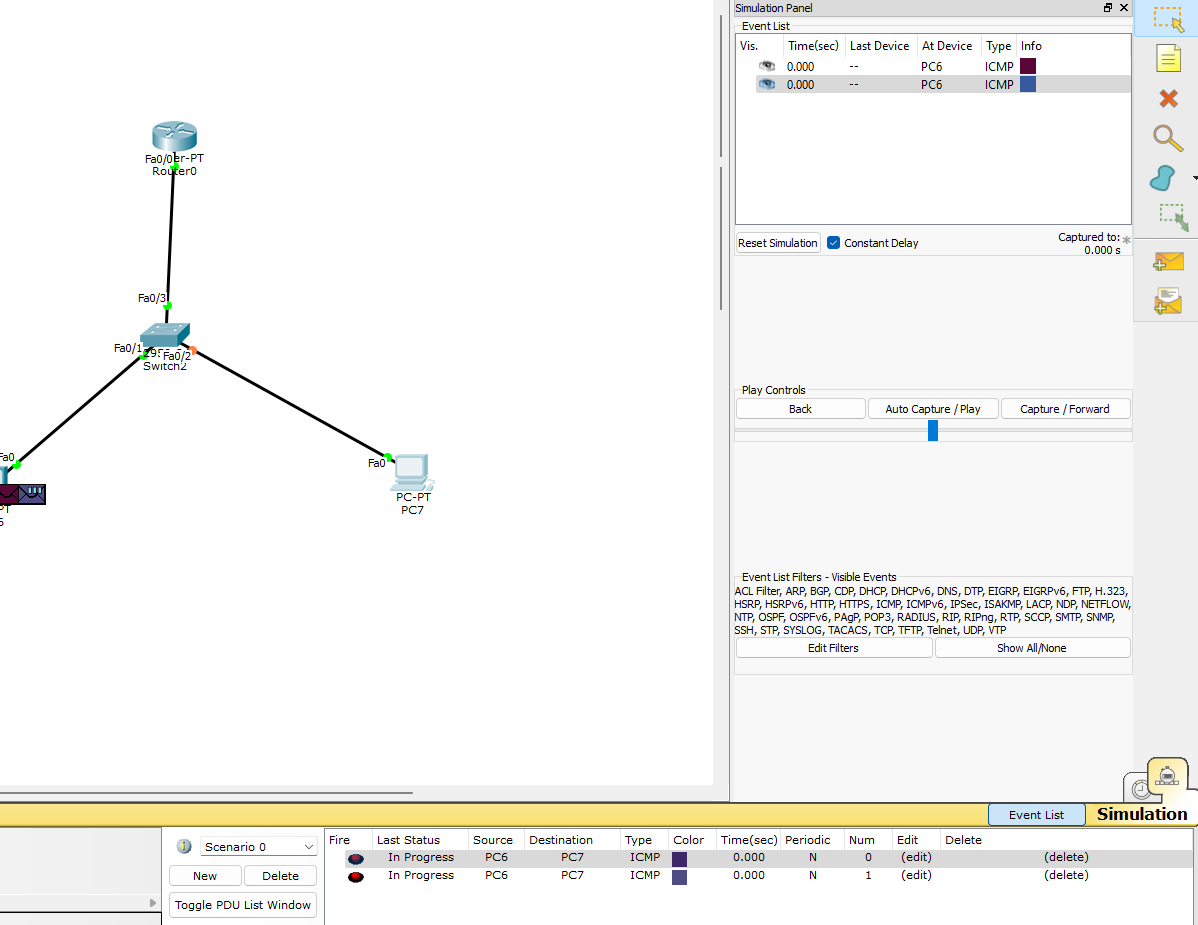 Simulation Panel
Event List
Vis. Time(sec) Last Device At Device Type Info
0.000 -- PC6 ICMP
0.000 -- PC6 ICMP
Reset Simulation Constant Delay
Captured to: *
0.000 s
Fa0/0 er-PT
Router0
Fa0/3
Fa0/1
Fa0/2
Switch2
Fa0
Fa0
PC-PT
PC7
Play Controls
Back Auto Capture / Play Capture / Forward
Event List Filters - Visible Events
ACL Filter, ARP, BGP, CDP, DHCP, DHCPv6, DNS, DTP, EIGRP, EIGRPv6, FTP, H.323,
HSRP, HSRPv6, HTTP, HTTPS, ICMP, ICMPv6, IPSec, ISAKMP, LACP, NDP, NETFLOW,
NTP, OSPF, OSPFv6, PAgP, POP3, RADIUS, RIP, RIPng, RTP, SCCP, SMTP, SNMP,
SSH, STP, SYSLOG, TACACS, TCP, TFTP, Telnet, UDP, VTP
Edit Filters Show All/None
Event List Simulation
Scenario 0
New Delete
Toggle PDU List Window
Fire Last Status Source Destination Type Color Time(sec) Periodic Num Edit Delete
In Progress PC6 PC7 ICMP 0.000 N 0 (edit) (delete)
In Progress PC6 PC7 ICMP 0.000 N 1 (edit) (delete)